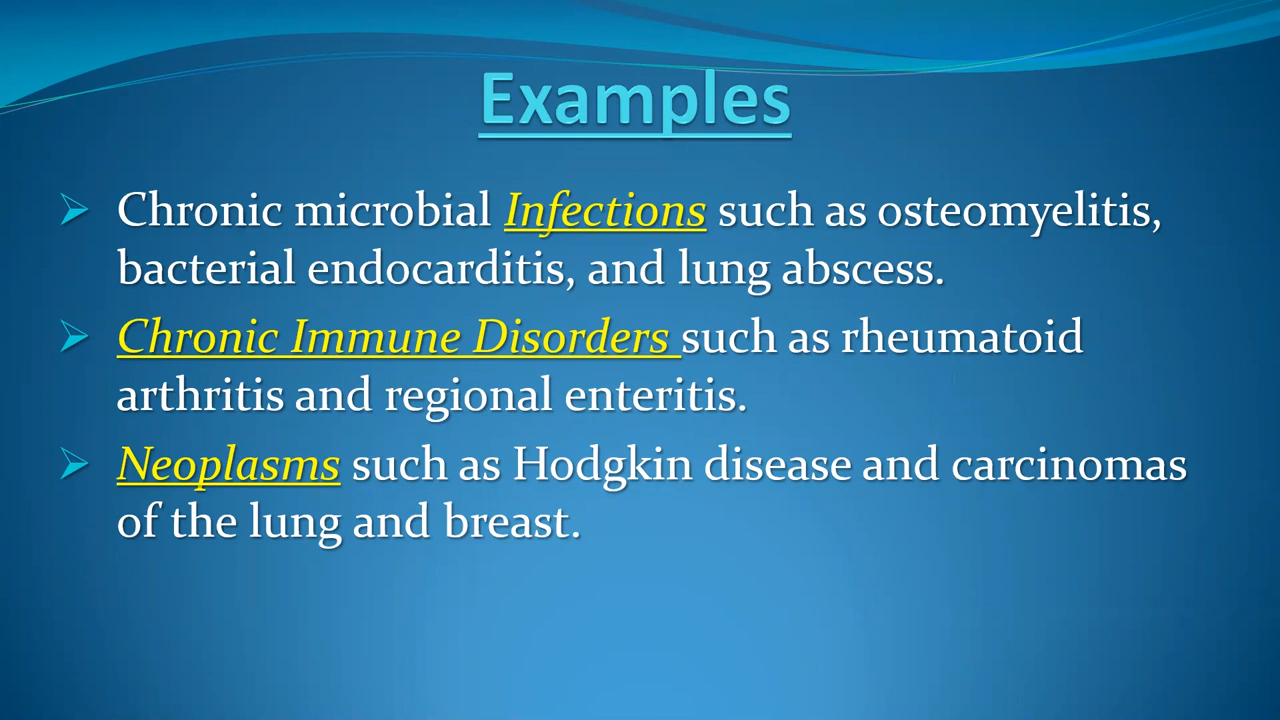 Examples
Chronic microbial Infections such as osteomyelitis,
bacterial endocarditis, and lung abscess.
Chronic Immune Disorders such as rheumatoid
arthritis and regional enteritis.
Neoplasms such as Hodgkin disease and carcinomas
of the lung and breast.